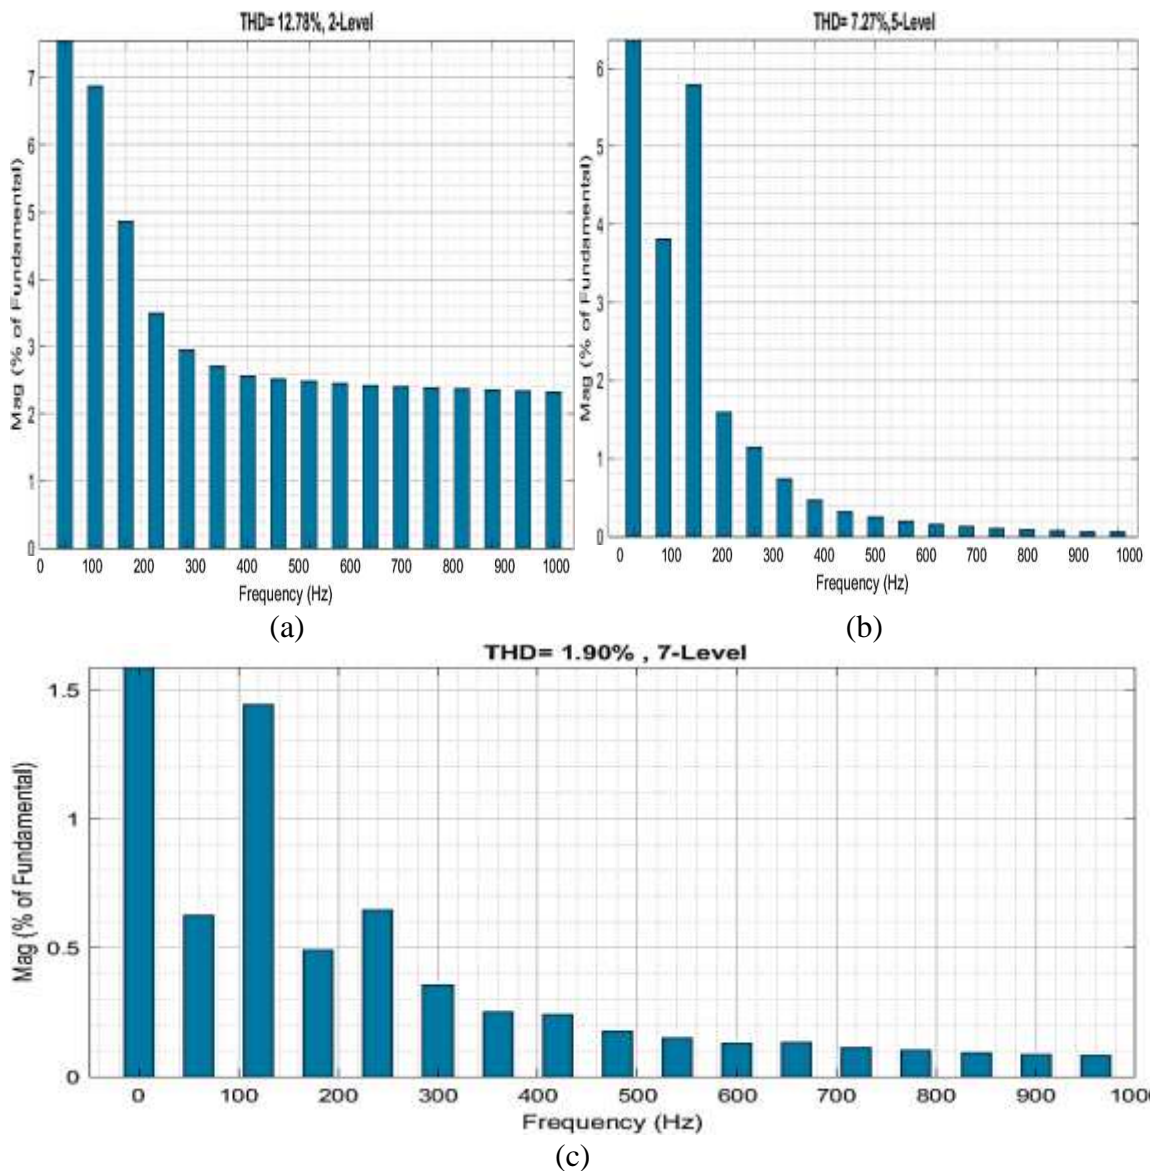 THD= 12.78%, 2-Level
Mag (% of Fundamental)
7
6
5
4
3
2
1
0
0 100 200 300 400 500 600 700 800 900 1000
Frequency (Hz)
(a)
THD= 7.27%,5-Level
Mag (% of Fundamental)
6
5
4
3
2
1
0
0 100 200 300 400 500 600 700 800 900 1000
Frequency (Hz)
(b)
THD= 1.90% , 7-Level
Mag (% of Fundamental)
1.5
1
0.5
0
0 100 200 300 400 500 600 700 800 900 100
Frequency (Hz)
(c)